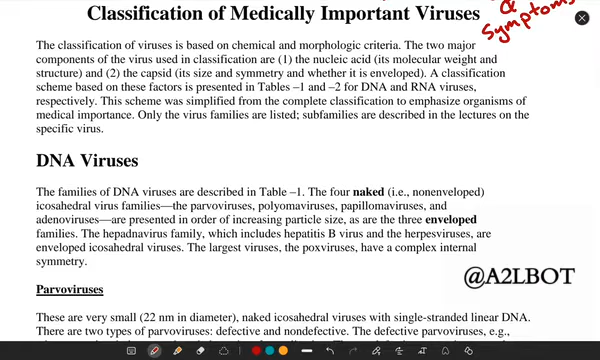 Classification of Medically Important Viruses
&
Symptoms
The classification of viruses is based on chemical and morphologic criteria. The two major
components of the virus used in classification are (1) the nucleic acid (its molecular weight and
structure) and (2) the capsid (its size and symmetry and whether it is enveloped). A classification
scheme based on these factors is presented in Tables –1 and –2 for DNA and RNA viruses,
respectively. This scheme was simplified from the complete classification to emphasize organisms of
medical importance. Only the virus families are listed; subfamilies are described in the lectures on the
specific virus.
DNA Viruses
The families of DNA viruses are described in Table –1. The four naked (i.e., nonenveloped)
icosahedral virus families—the parvoviruses, polyomaviruses, papillomaviruses, and
adenoviruses—are presented in order of increasing particle size, as are the three enveloped
families. The hepadnavirus family, which includes hepatitis B virus and the herpesviruses, are
enveloped icosahedral viruses. The largest viruses, the poxviruses, have a complex internal
symmetry.
@A2LBOT
Parvoviruses
These are very small (22 nm in diameter), naked icosahedral viruses with single-stranded linear DNA.
There are two types of parvoviruses: defective and nondefective. The defective parvoviruses, e.g.,